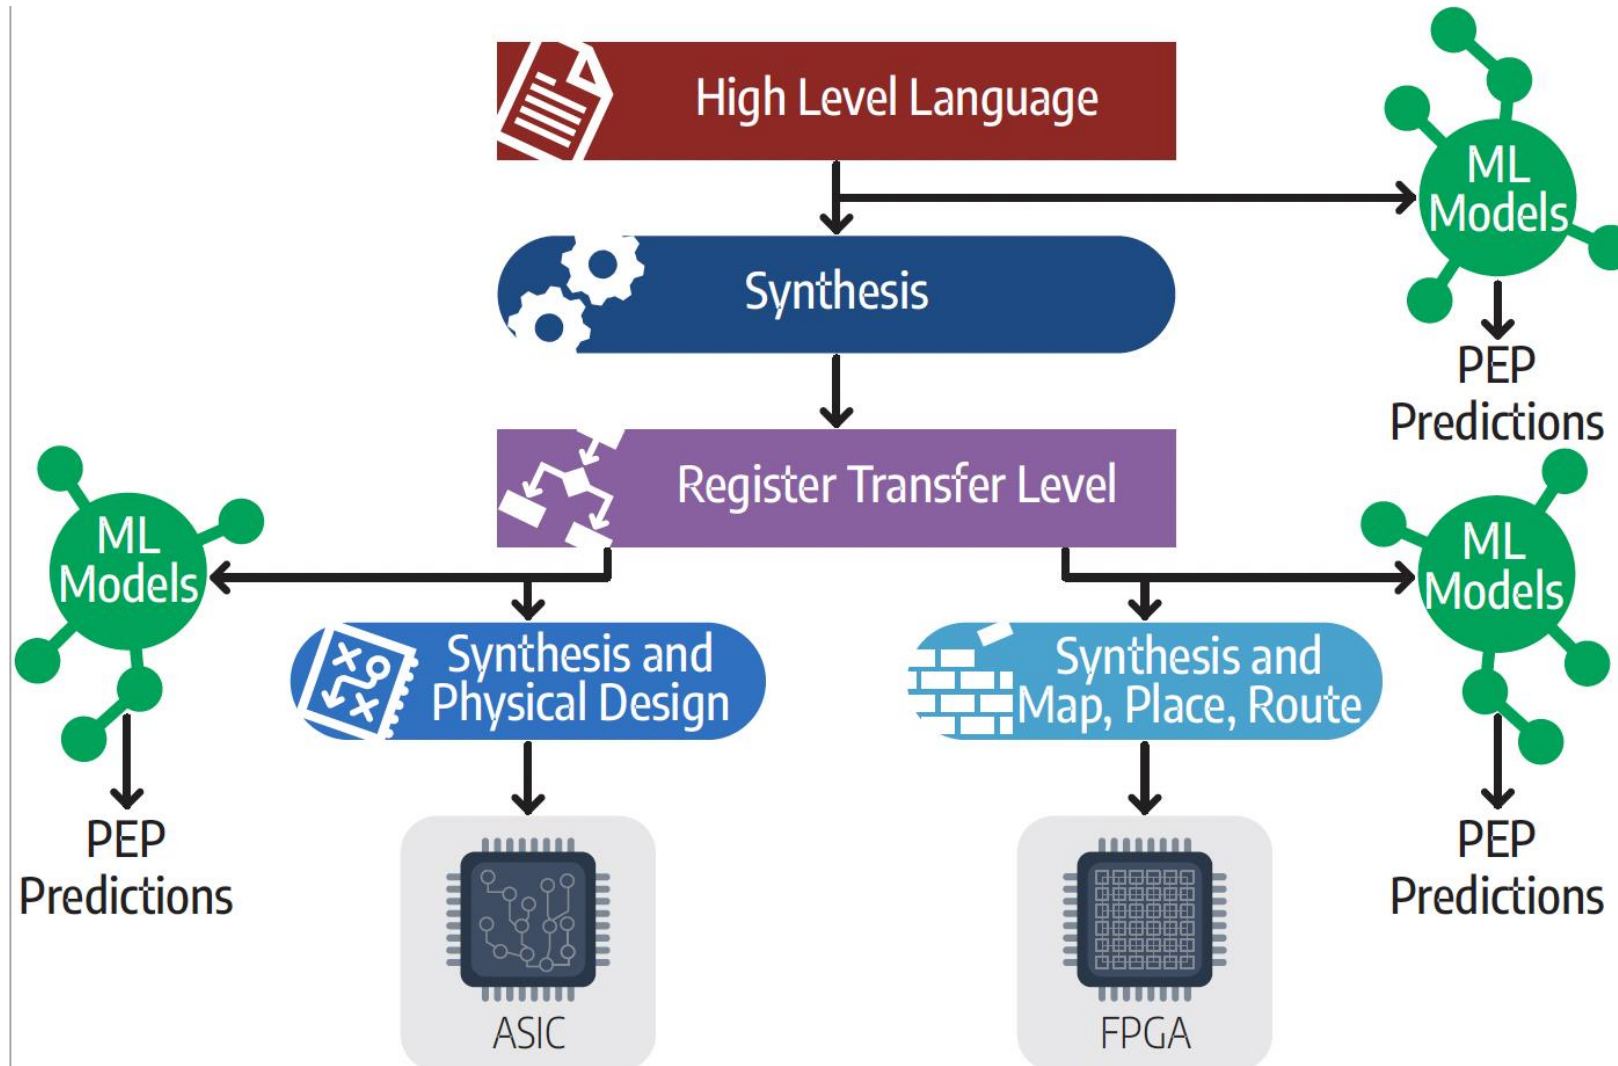 High Level Language
ML
Models
Synthesis
PEP
Predictions
Register Transfer Level
ML
Models
ML
Models
Synthesis and
Physical Design
Synthesis and
Map, Place, Route
PEP
Predictions
PEP
Predictions
ASIC
FPGA